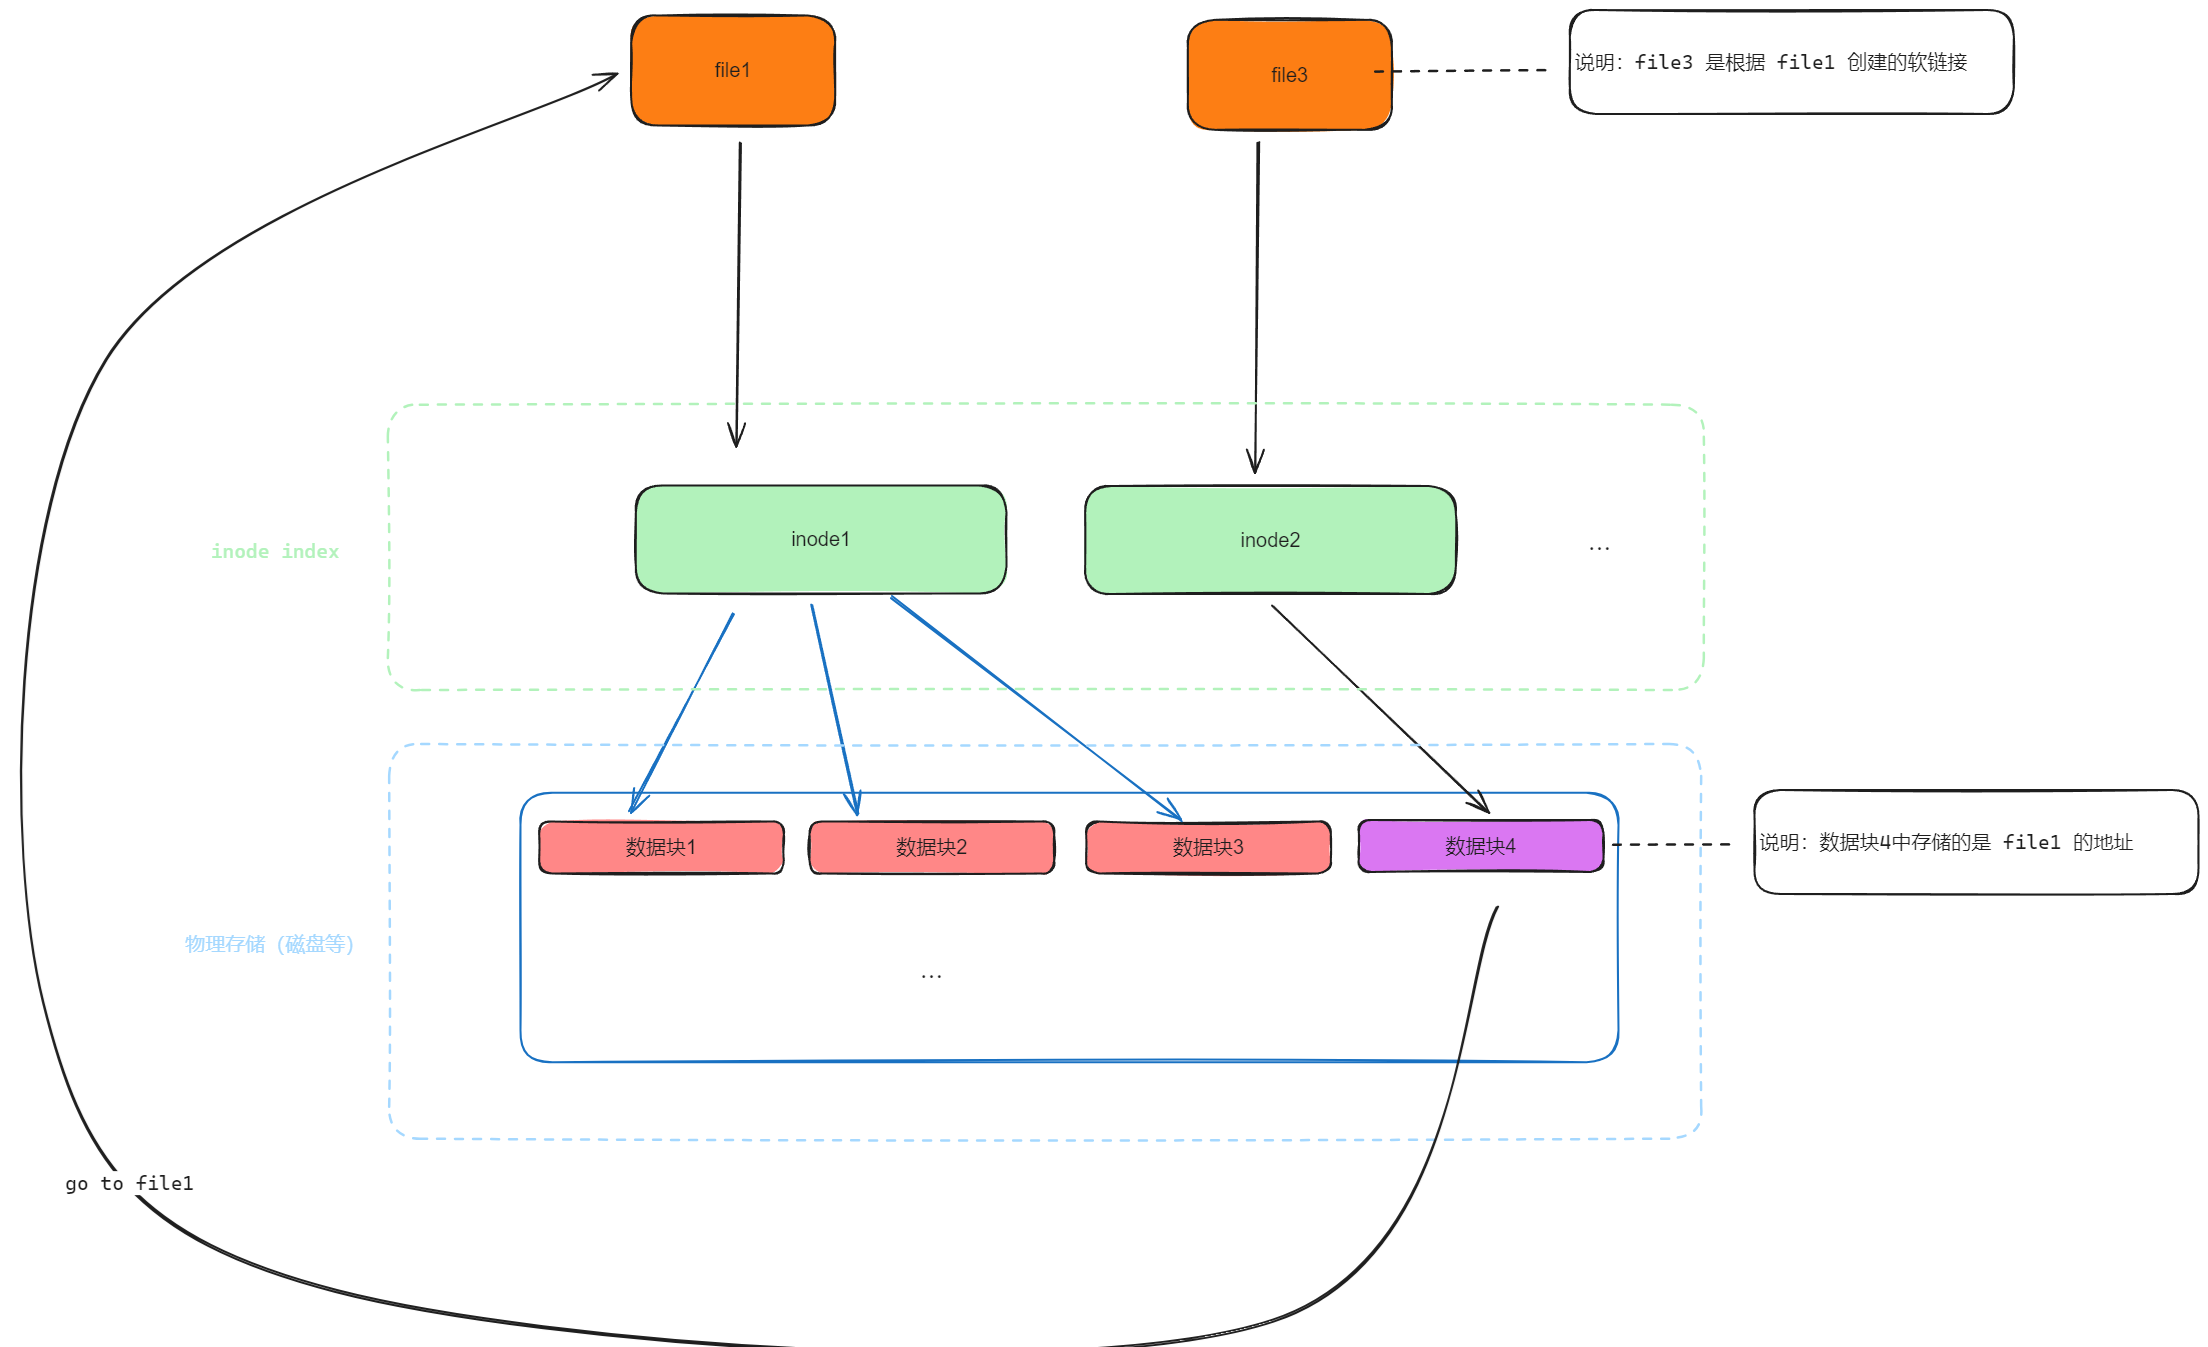 file1
file3
说明：file3 是根据 file1 创建的软链接
inode index
inode1
inode2
...
数据块1
数据块2
数据块3
数据块4
说明：数据块4中存储的是 file1 的地址
物理存储（磁盘等）
...
go to file1